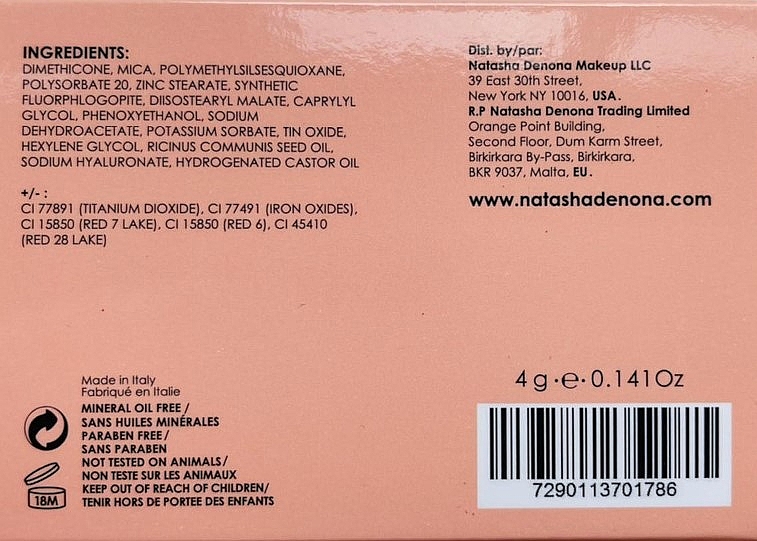 INGREDIENTS:
DIMETHICONE, MICA, POLYMETHYLSILSESQUIOXANE,
POLYSORBATE 20, ZINC STEARATE, SYNTHETIC
FLUORPHLOGOPITE, DIISOSTEARYL MALATE, CAPRYLYL
GLYCOL, PHENOXYETHANOL, SODIUM
DEHYDROACETATE, POTASSIUM SORBATE, TIN OXIDE,
HEXYLENE GLYCOL, RICINUS COMMUNIS SEED OIL,
SODIUM HYALURONATE, HYDROGENATED CASTOR OIL
+/- :
CI 77891 (TITANIUM DIOXIDE), CI 77491 (IRON OXIDES),
CI 15850 (RED 7 LAKE), CI 15850 (RED 6), CI 45410
(RED 28 LAKE)
Dist. by/par:
Natasha Denona Makeup LLC
39 East 30th Street,
New York NY 10016, USA.
R.P Natasha Denona Trading Limited
Orange Point Building,
Second Floor, Dum Karm Street,
Birkirkara By-Pass, Birkirkara,
BKR 9037, Malta, EU.
www.natashadenona.com
Made in Italy
Fabriqué en Italie
MINERAL OIL FREE /
SANS HUILES MINÉRALES
PARABEN FREE/
SANS PARABEN
NOT TESTED ON ANIMALS/
NON TESTE SUR LES ANIMAUX
KEEP OUT OF REACH OF CHILDREN/
TENIR HORS DE PORTEE DES ENFANTS
18M
4 g ·e· 0.141Oz
7290113701786